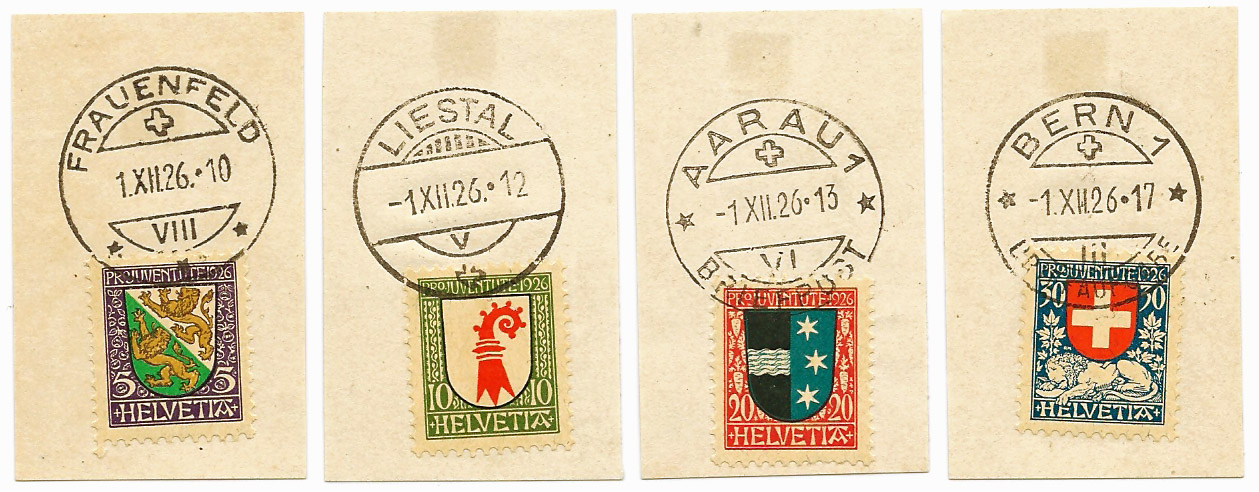 FRAUENFELD
1.XII.26.•10
VIII
PRO JUVENTUTE•1926
5 5
HELVETIA
LIESTAL
-1.XII.26•12
V
PRO JUVENTUTE•1926
10 10
HELVETIA
AARAU 1
-1.XII.26•13
VI
BRIEFPOST
PRO JUVENTUTE•1926
20 20
HELVETIA
BERN.1
-1.XII.26•17
III
PRO JUVENTUTE•1926
30 30
HELVETIA